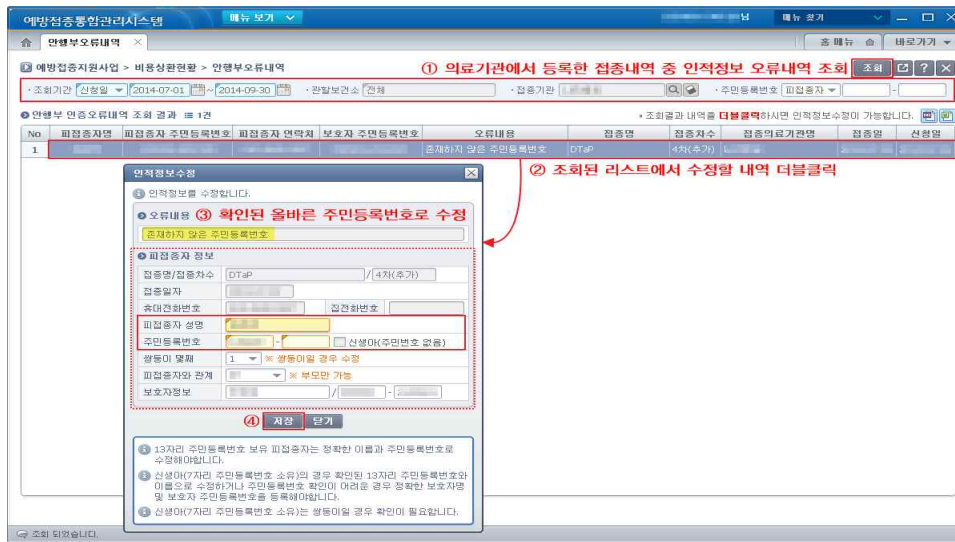 예방접종통합관리시스템 메뉴 보기 님 메뉴 찾기
안행부오류내역 × 홈 메뉴 바로가기
예방접종지원사업 > 비용상환현황 > 안행부오류내역 ① 의료기관에서 등록한 접종내역 중 인적정보 오류내역 조회 조회 ? ×
· 조회기간 신청일 2014-07-01 ~ 2014-09-30 · 관할보건소 전체 · 접종기관 · 주민등록번호 피접종자 -
안행부 인증오류내역 조회 결과 1건 조회결과 내역을 더블클릭하시면 인적정보수정이 가능합니다.
No 피접종자명 피접종자 주민등록번호 피접종자 연락처 보호자 주민등록번호 오류내용 접종명 접종차수 접종의료기관명 접종일 신청일
1 존재하지 않은 주민등록번호 DTaP 4차(추가)
② 조회된 리스트에서 수정할 내역 더블클릭
인적정보수정
인적정보를 수정합니다.
오류내용 ③ 확인된 올바른 주민등록번호로 수정
존재하지 않은 주민등록번호
피접종자 정보
접종명/접종차수 DTaP / 4차(추가)
접종일자
휴대전화번호 집전화번호
피접종자 성명
주민등록번호 - 신생아(주민번호 없음)
쌍둥이 몇째 1 ※ 쌍둥이일 경우 수정
피접종자와 관계 ※ 부모만 가능
보호자정보 / -
④ 저장 닫기
13자리 주민등록번호 보유 피접종자는 정확한 이름과 주민등록번호로
수정해야합니다.
신생아(7자리 주민등록번호 소유)의 경우 확인된 13자리 주민등록번호와
이름으로 수정하거나 주민등록번호 확인이 어려운 경우 정확한 보호자명
및 보호자 주민등록번호을 등록해야합니다.
신생아(7자리 주민등록번호 소유)는 쌍둥이일 경우 확인이 필요합니다.
조회 되었습니다.